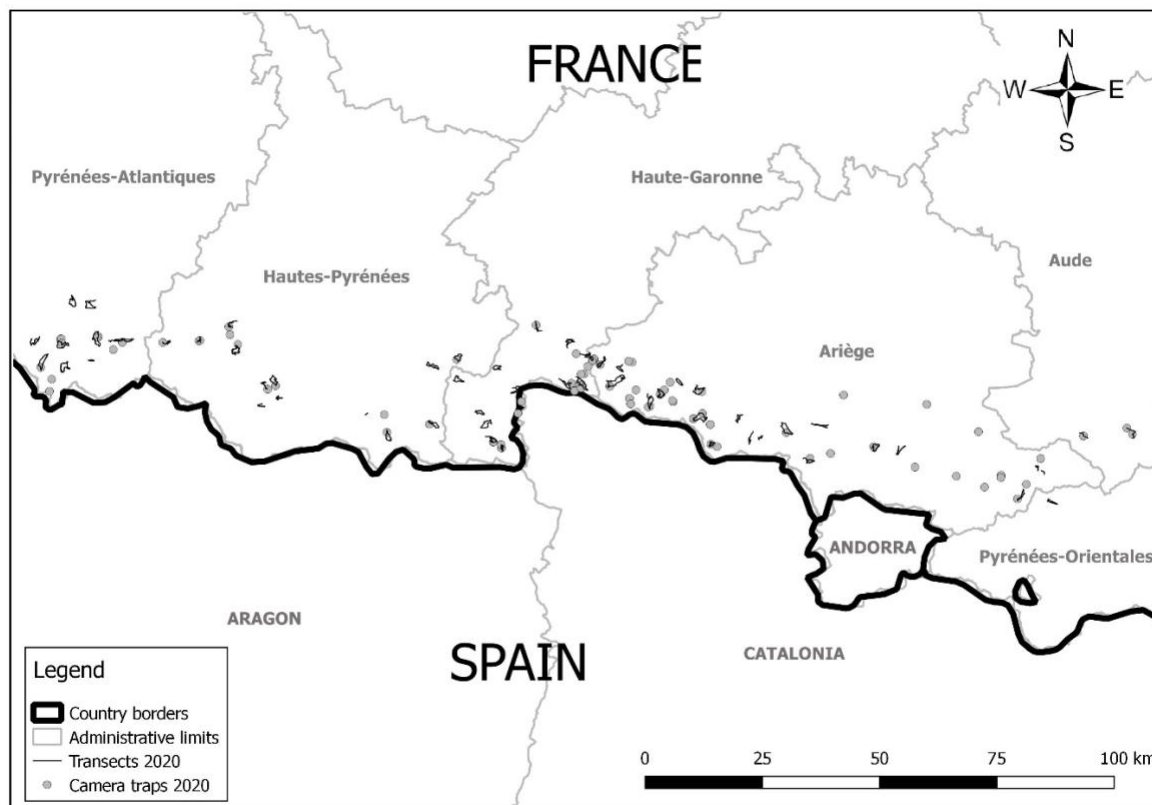 FRANCE
N
W
E
S
Pyrénées-Atlantiques
Haute-Garonne
Hautes-Pyrénées
Aude
Ariège
ANDORRA
Pyrénées-Orientales
ARAGON
SPAIN
CATALONIA
Legend
Country borders
Administrative limits
Transects 2020
Camera traps 2020
0 25 50 75 100 km